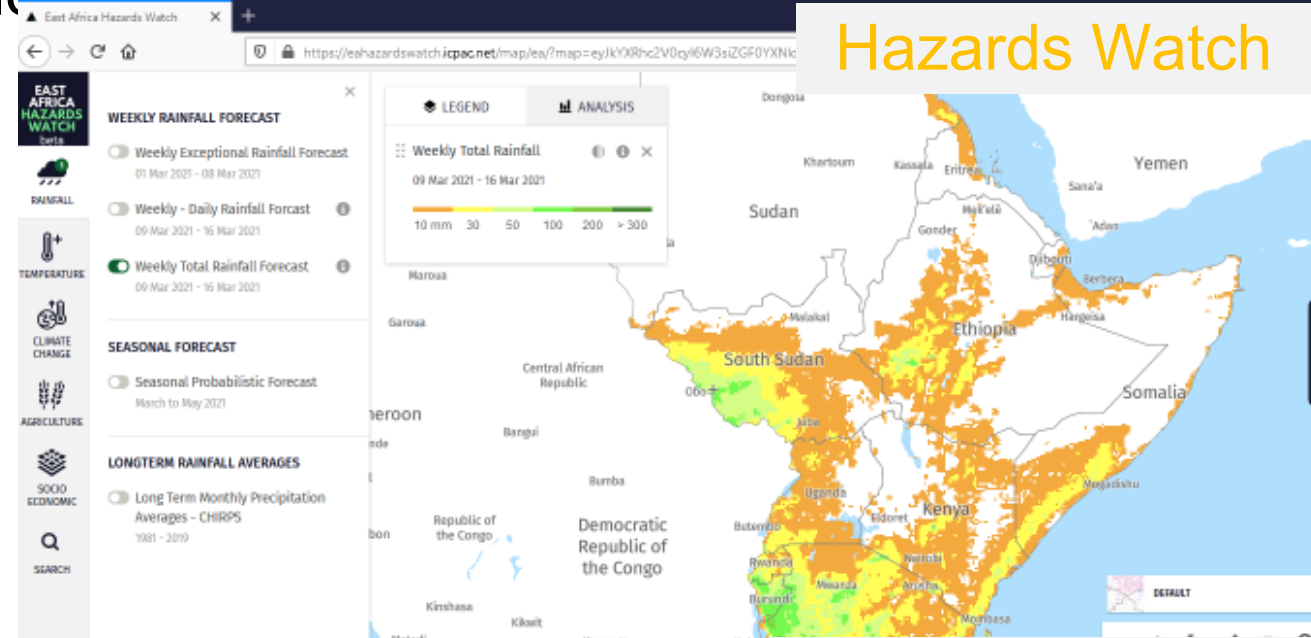 East Africa Hazards Watch
Hazards Watch
https://eahazardswatch.icpac.net/map/ea/?map=
EAST
AFRICA
HAZARDS
WATCH
beta
RAINFALL
TEMPERATURE
CLIMATE
CHANGE
AGRICULTURE
SOCIO
ECONOMIC
SEARCH
WEEKLY RAINFALL FORECAST
Weekly Exceptional Rainfall Forecast
01 Mar 2021 - 08 Mar 2021
Weekly - Daily Rainfall Forcast
09 Mar 2021 - 16 Mar 2021
Weekly Total Rainfall Forecast
09 Mar 2021 - 16 Mar 2021
SEASONAL FORECAST
Seasonal Probabilistic Forecast
March to May 2021
LONGTERM RAINFALL AVERAGES
Long Term Monthly Precipitation
Averages - CHIRPS
1981 - 2019
LEGEND
ANALYSIS
Weekly Total Rainfall
09 Mar 2021 - 16 Mar 2021
10 mm 30 50 100 200 > 300
Dongola
Khartoum
Kassala
Eritrea
Yemen
Sana'a
Sudan
Mek'elē
Gonder
'Adan
Djibouti
Maroua
Berbera
Garoua
Malakal
Hargeisa
Ethiopia
Central African
Republic
South Sudan
Obo
Somalia
Juba
Bangui
Bumba
Mogadishu
Uganda
Kenya
Republic of
the Congo
Democratic
Republic of
the Congo
Butembo
Eldoret
Rwanda
Nairobi
Mwanza
Arusha
Burundi
Kinshasa
Mombasa
Kikwit
DEFAULT